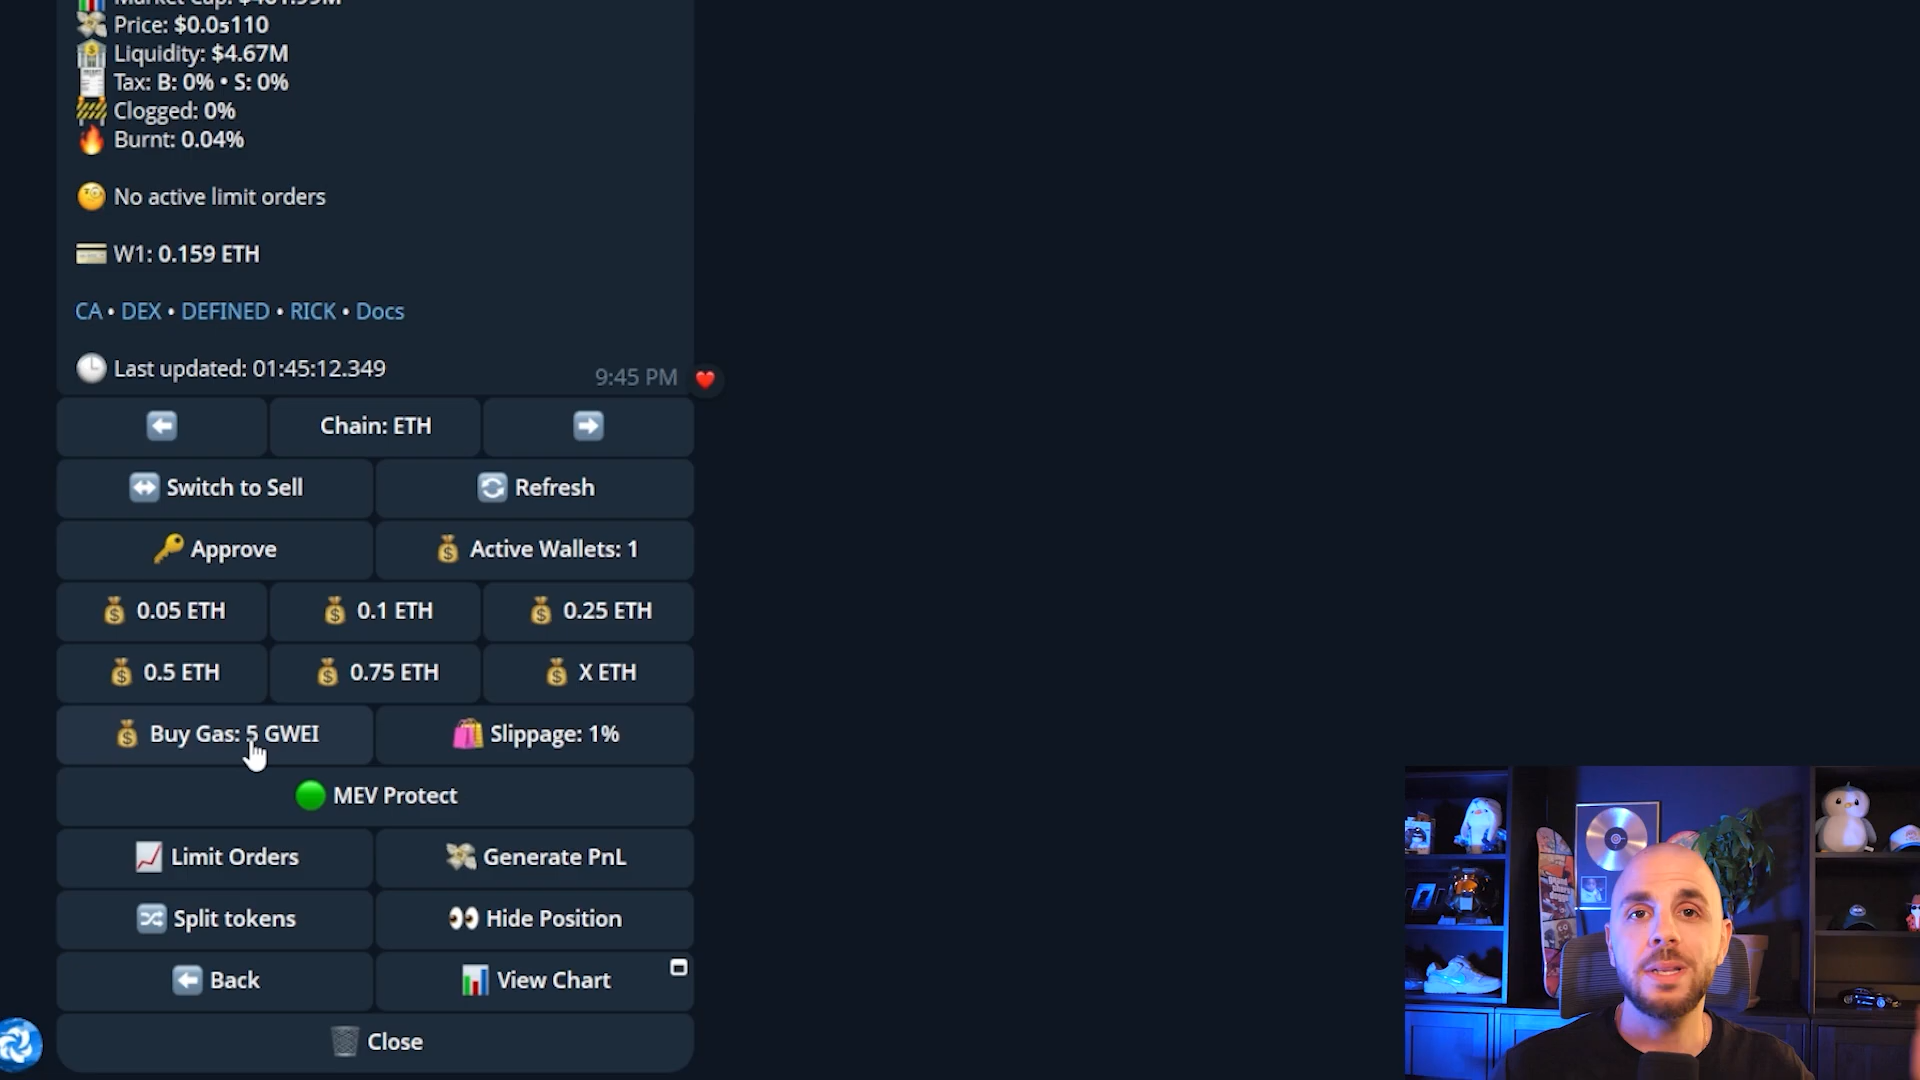 Market Cap: $461.99M
Price: $0.0₅110
Liquidity: $4.67M
Tax: B: 0% • S: 0%
Clogged: 0%
Burnt: 0.04%
No active limit orders
W1: 0.159 ETH
CA • DEX • DEFINED • RICK • Docs
Last updated: 01:45:12.349
9:45 PM
Chain: ETH
Switch to Sell
Refresh
Approve
Active Wallets: 1
0.05 ETH
0.1 ETH
0.25 ETH
0.5 ETH
0.75 ETH
X ETH
Buy Gas: 5 GWEI
Slippage: 1%
MEV Protect
Limit Orders
Generate PnL
Split tokens
Hide Position
Back
View Chart
Close